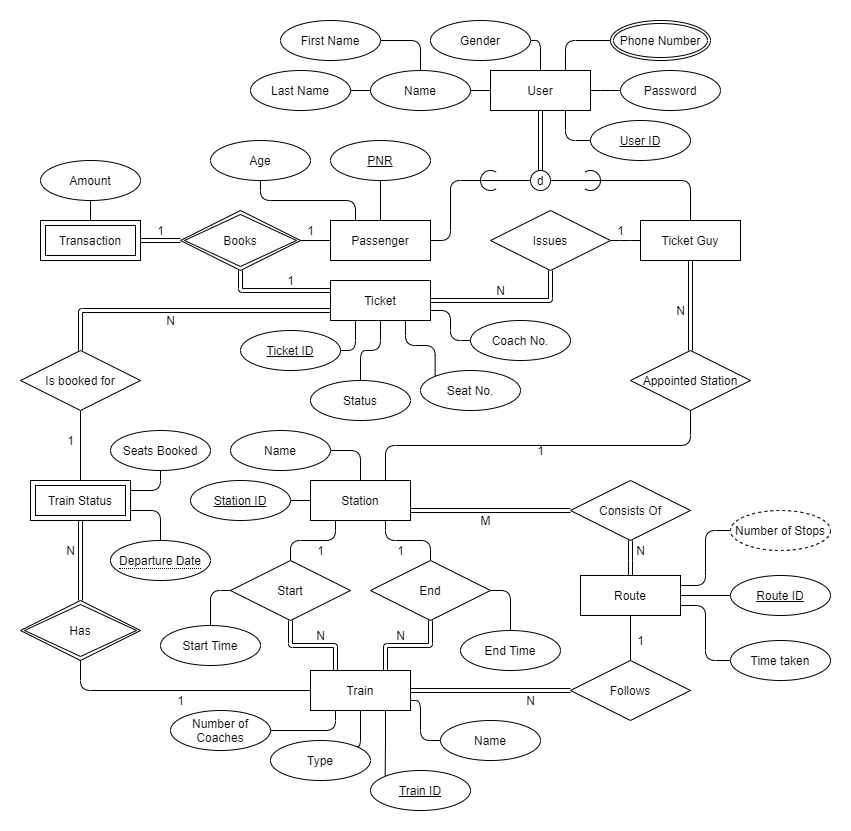 First Name
Gender
Phone Number
Last Name
Name
User
Password
User ID
Age
PNR
Amount
d
Transaction
1
Books
1
Passenger
Issues
1
Ticket Guy
1
N
Ticket
N
N
Coach No.
Ticket ID
Is booked for
Appointed Station
Status
Seat No.
1
Seats Booked
Name
1
Train Status
Station ID
Station
Consists Of
M
Number of Stops
N
Departure Date
1
1
N
Start
End
Route
Route ID
Has
N
N
Start Time
End Time
1
Time taken
Train
Follows
1
N
Number of
Coaches
Name
Type
Train ID